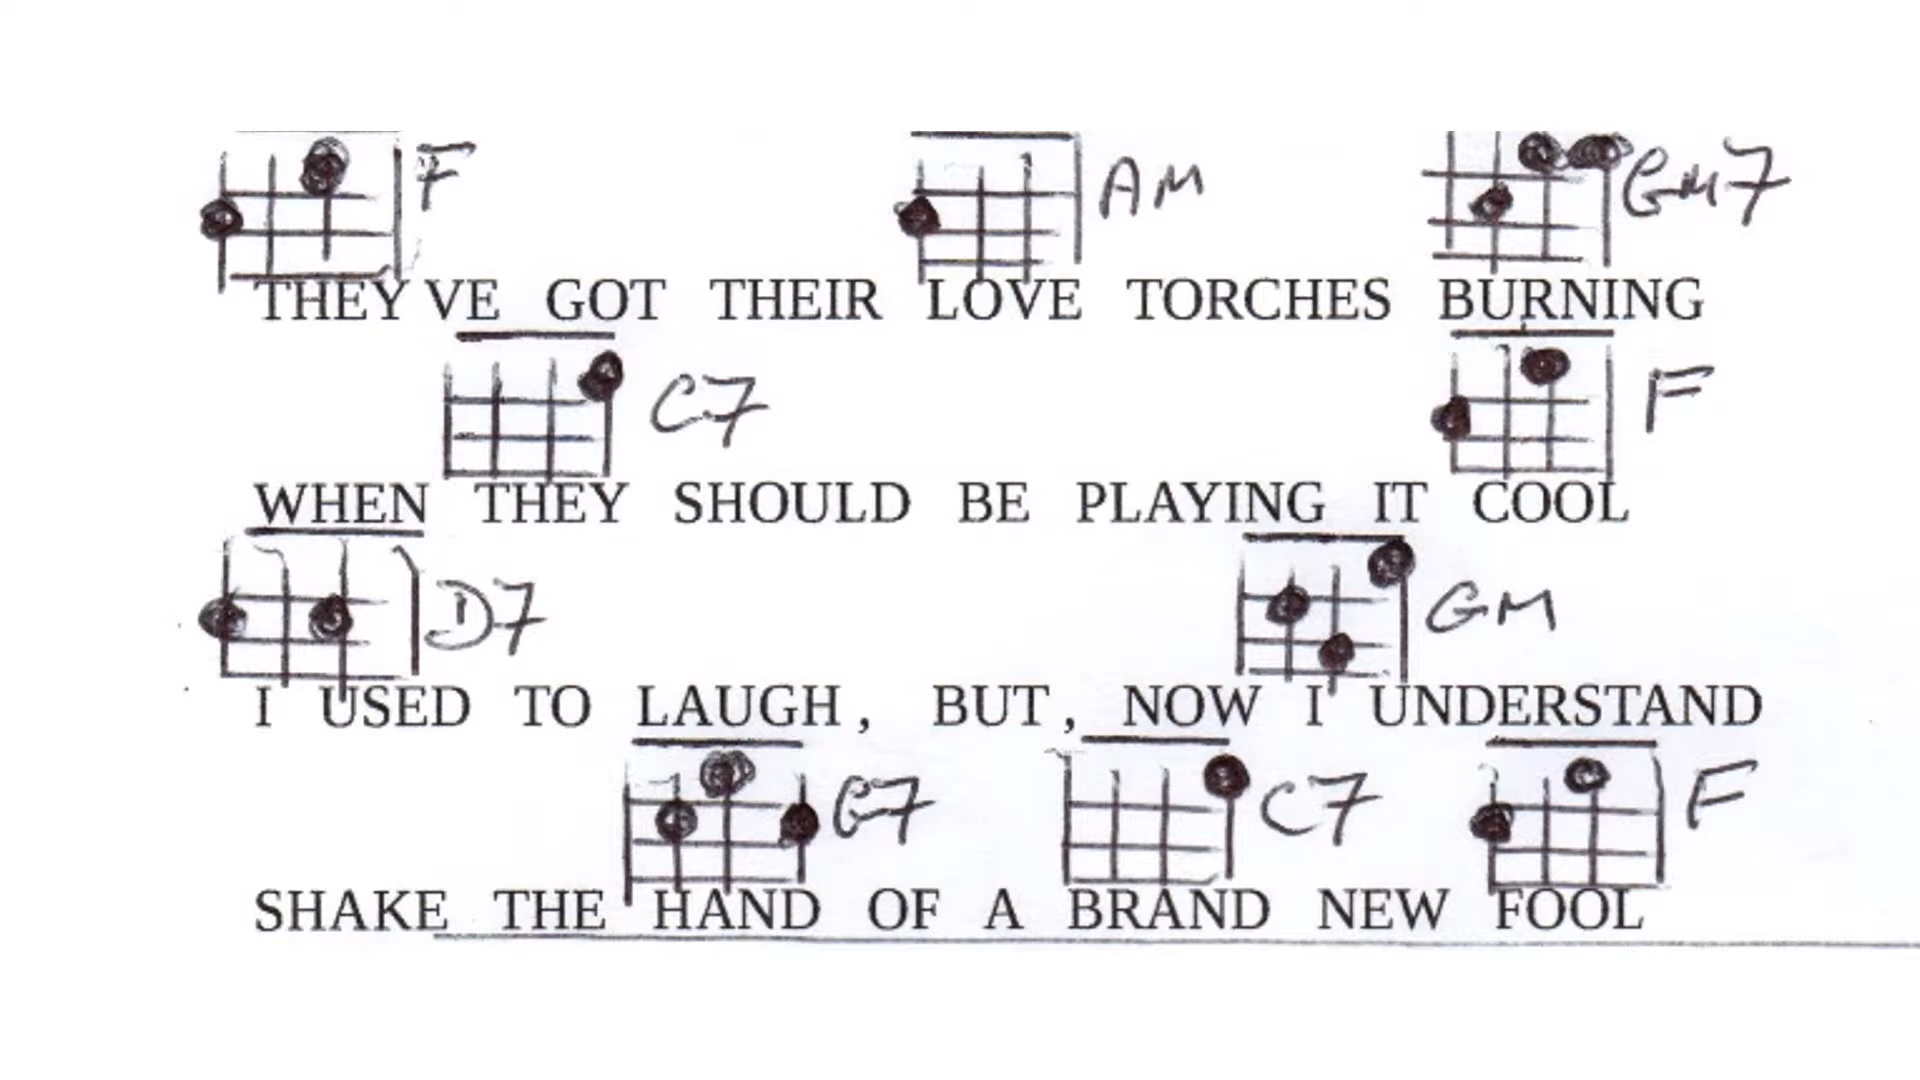 F AM GM7
THEY'VE GOT THEIR LOVE TORCHES BURNING
C7 F
WHEN THEY SHOULD BE PLAYING IT COOL
D7 GM
I USED TO LAUGH, BUT, NOW I UNDERSTAND
G7 C7 F
SHAKE THE HAND OF A BRAND NEW FOOL